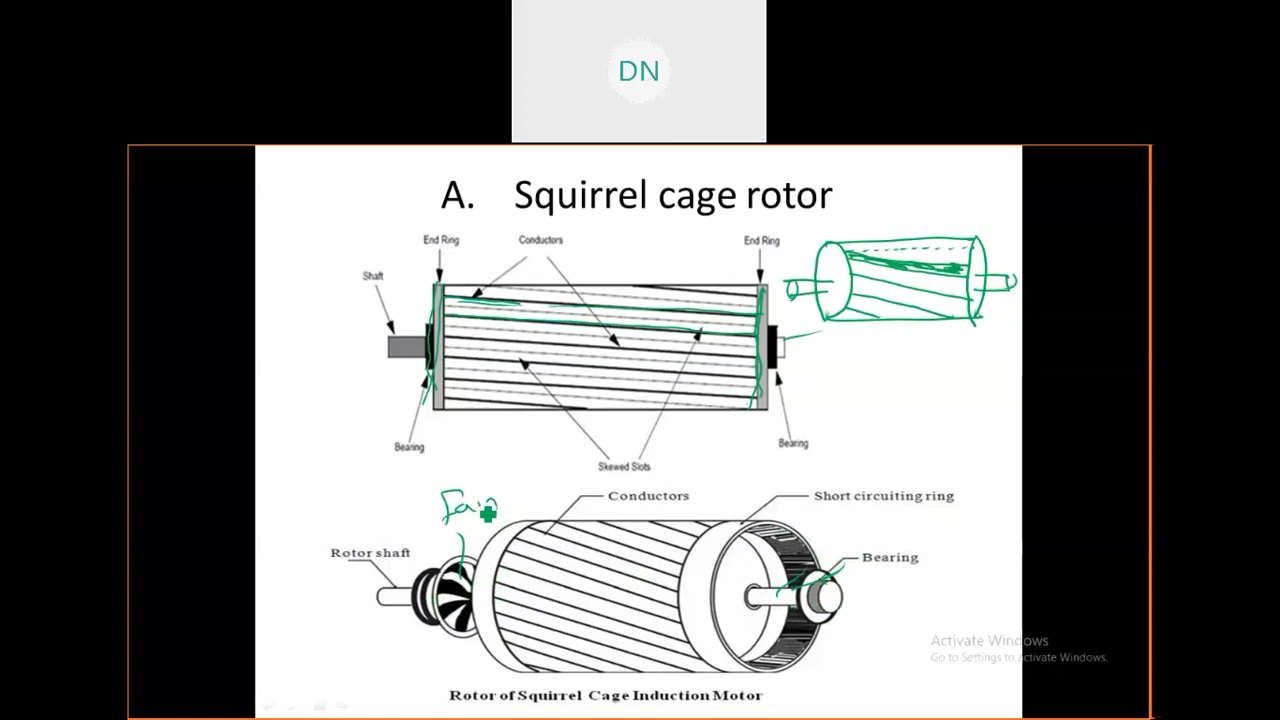 DN
A. Squirrel cage rotor
End Ring Conductors End Ring
Shaft
Bearing Bearing
Skewed Slots
Conductors Short circuiting ring
Rotor shaft Bearing
Activate Windows
Go to Settings to activate Windows.
Rotor of Squirrel Cage Induction Motor